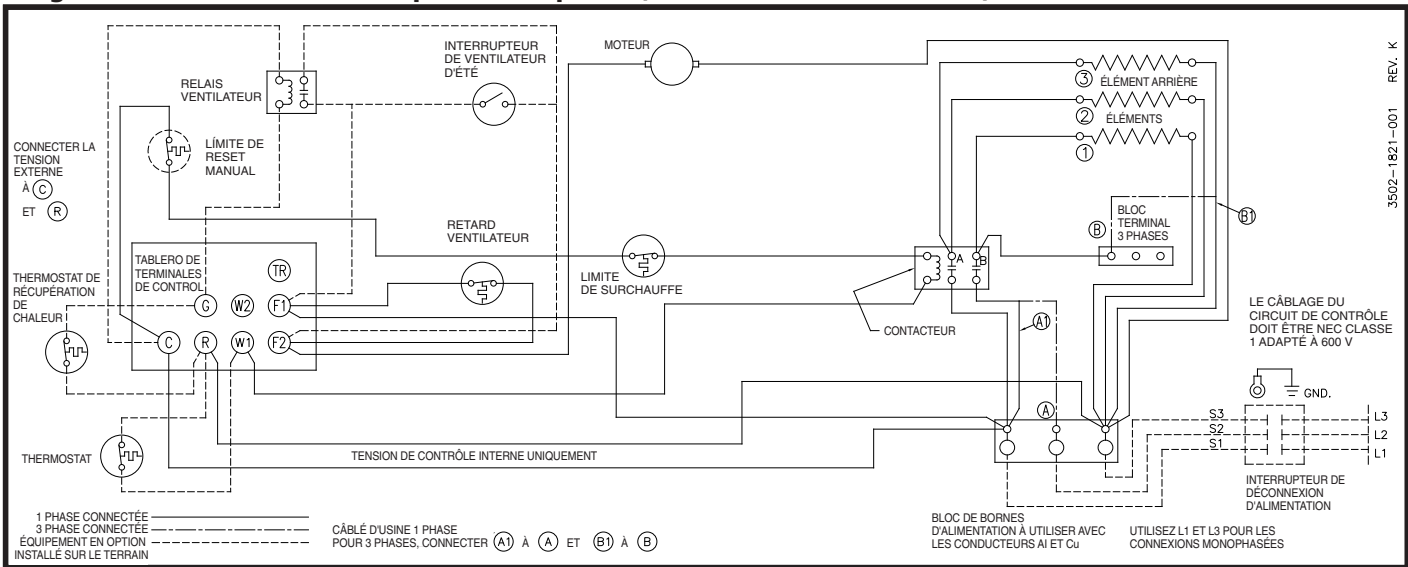 MOTEUR
INTERRUPTEUR
DE VENTILATEUR
D'ÉTÉ
RELAIS
VENTILATEUR
3
ÉLÉMENT ARRIÈRE
2
ÉLÉMENTS
1
3502-1821-001 REV. K
CONNECTER LA
TENSION
EXTERNE
À C
ET R
LÍMITE DE
RESET
MANUAL
RETARD
VENTILATEUR
LIMITE
DE SURCHAUFFE
A
B
B
BLOC
TERMINAL
3 PHASES
B1
TABLERO DE
TERMINALES
DE CONTROL
TR
G
W2
F1
C
R
W1
F2
THERMOSTAT DE
RÉCUPÉRATION
DE
CHALEUR
CONTACTEUR
A1
LE CÂBLAGE DU
CIRCUIT DE CONTRÔLE
DOIT ÊTRE NEC CLASSE
1 ADAPTÉ À 600 V
GND.
A
S3
S2
S1
L3
L2
L1
THERMOSTAT
TENSION DE CONTRÔLE INTERNE UNIQUEMENT
INTERRUPTEUR DE
DÉCONNEXION
D'ALIMENTATION
1 PHASE CONNECTÉE
3 PHASE CONNECTÉE
ÉQUIPEMENT EN OPTION
INSTALLÉ SUR LE TERRAIN
CÂBLÉ D'USINE 1 PHASE
POUR 3 PHASES, CONNECTER A1 À A ET B1 À B
BLOC DE BORNES
D'ALIMENTATION À UTILISER AVEC
LES CONDUCTEURS Al ET Cu
UTILISEZ L1 ET L3 POUR LES
CONNEXIONS MONOPHASÉES